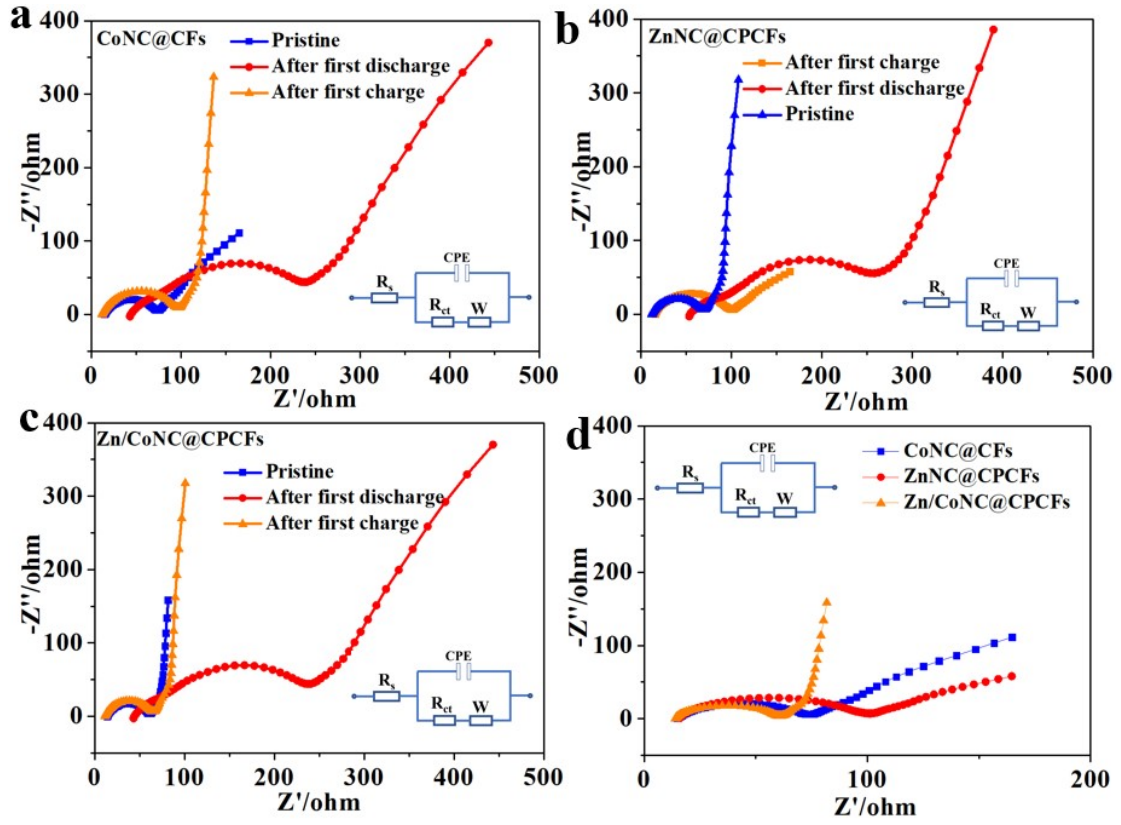 a
CoNC@CFs
Pristine
After first discharge
After first charge
-Z''/ohm
400
300
200
100
0
CPE
Rs
Rct
W
0 100 200 300 400 500
Z'/ohm
b
ZnNC@CPCFs
After first charge
After first discharge
Pristine
-Z''/ohm
400
300
200
100
0
CPE
Rs
Rct
W
0 100 200 300 400 500
Z'/ohm
c
Zn/CoNC@CPCFs
Pristine
After first discharge
After first charge
-Z''/ohm
400
300
200
100
0
CPE
Rs
Rct
W
0 100 200 300 400 500
Z'/ohm
d
CPE
Rs
Rct
W
CoNC@CFs
ZnNC@CPCFs
Zn/CoNC@CPCFs
-Z''/ohm
400
300
200
100
0
0 100 200
Z'/ohm